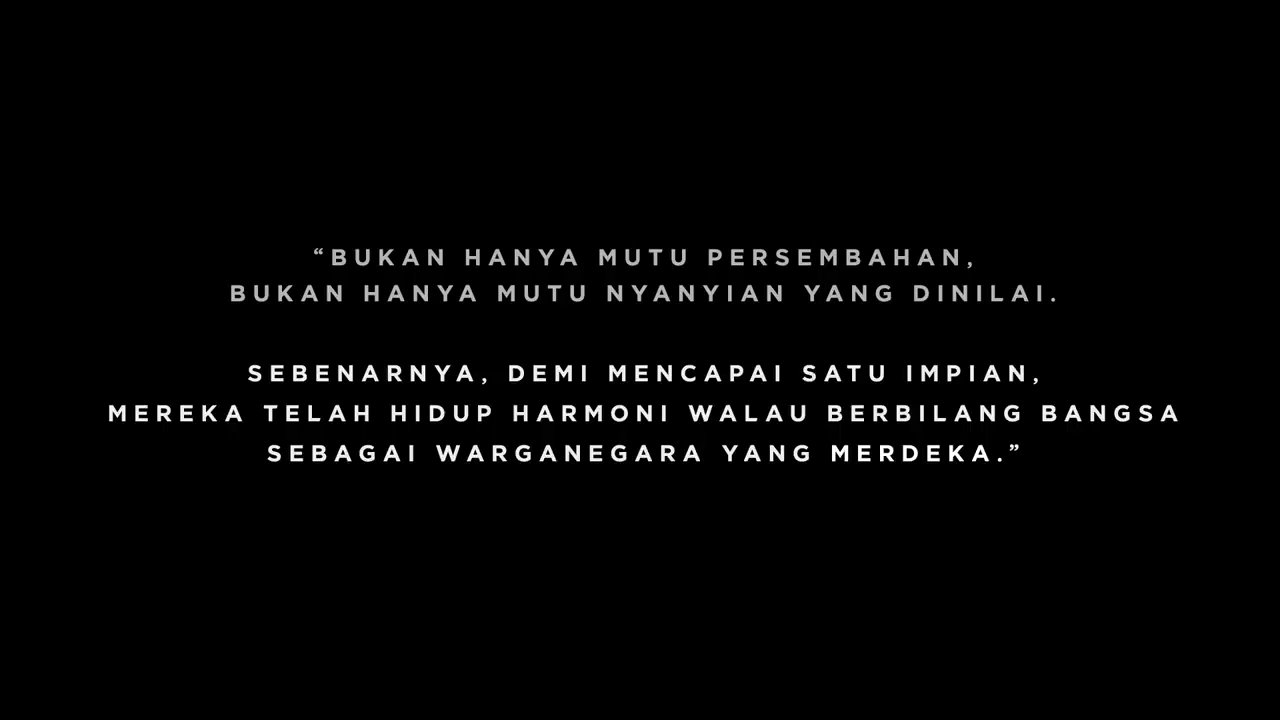 “BUKAN HANYA MUTU PERSEMBAHAN,
BUKAN HANYA MUTU NYANYIAN YANG DINILAI.
SEBENARNYA, DEMI MENCAPAI SATU IMPIAN,
MEREKA TELAH HIDUP HARMONI WALAU BERBILANG BANGSA
SEBAGAI WARGANEGARA YANG MERDEKA.”